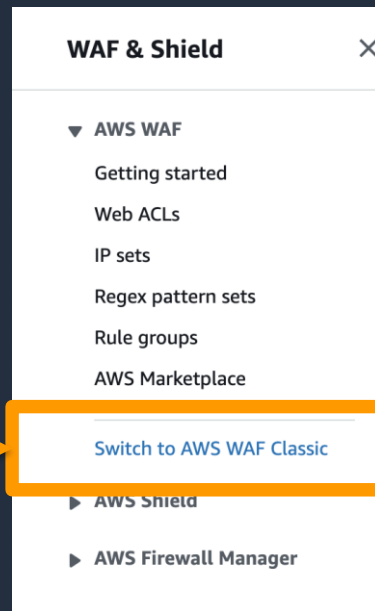 WAF & Shield
AWS WAF
Getting started
Web ACLs
IP sets
Regex pattern sets
Rule groups
AWS Marketplace
Switch to AWS WAF Classic
AWS Shield
AWS Firewall Manager